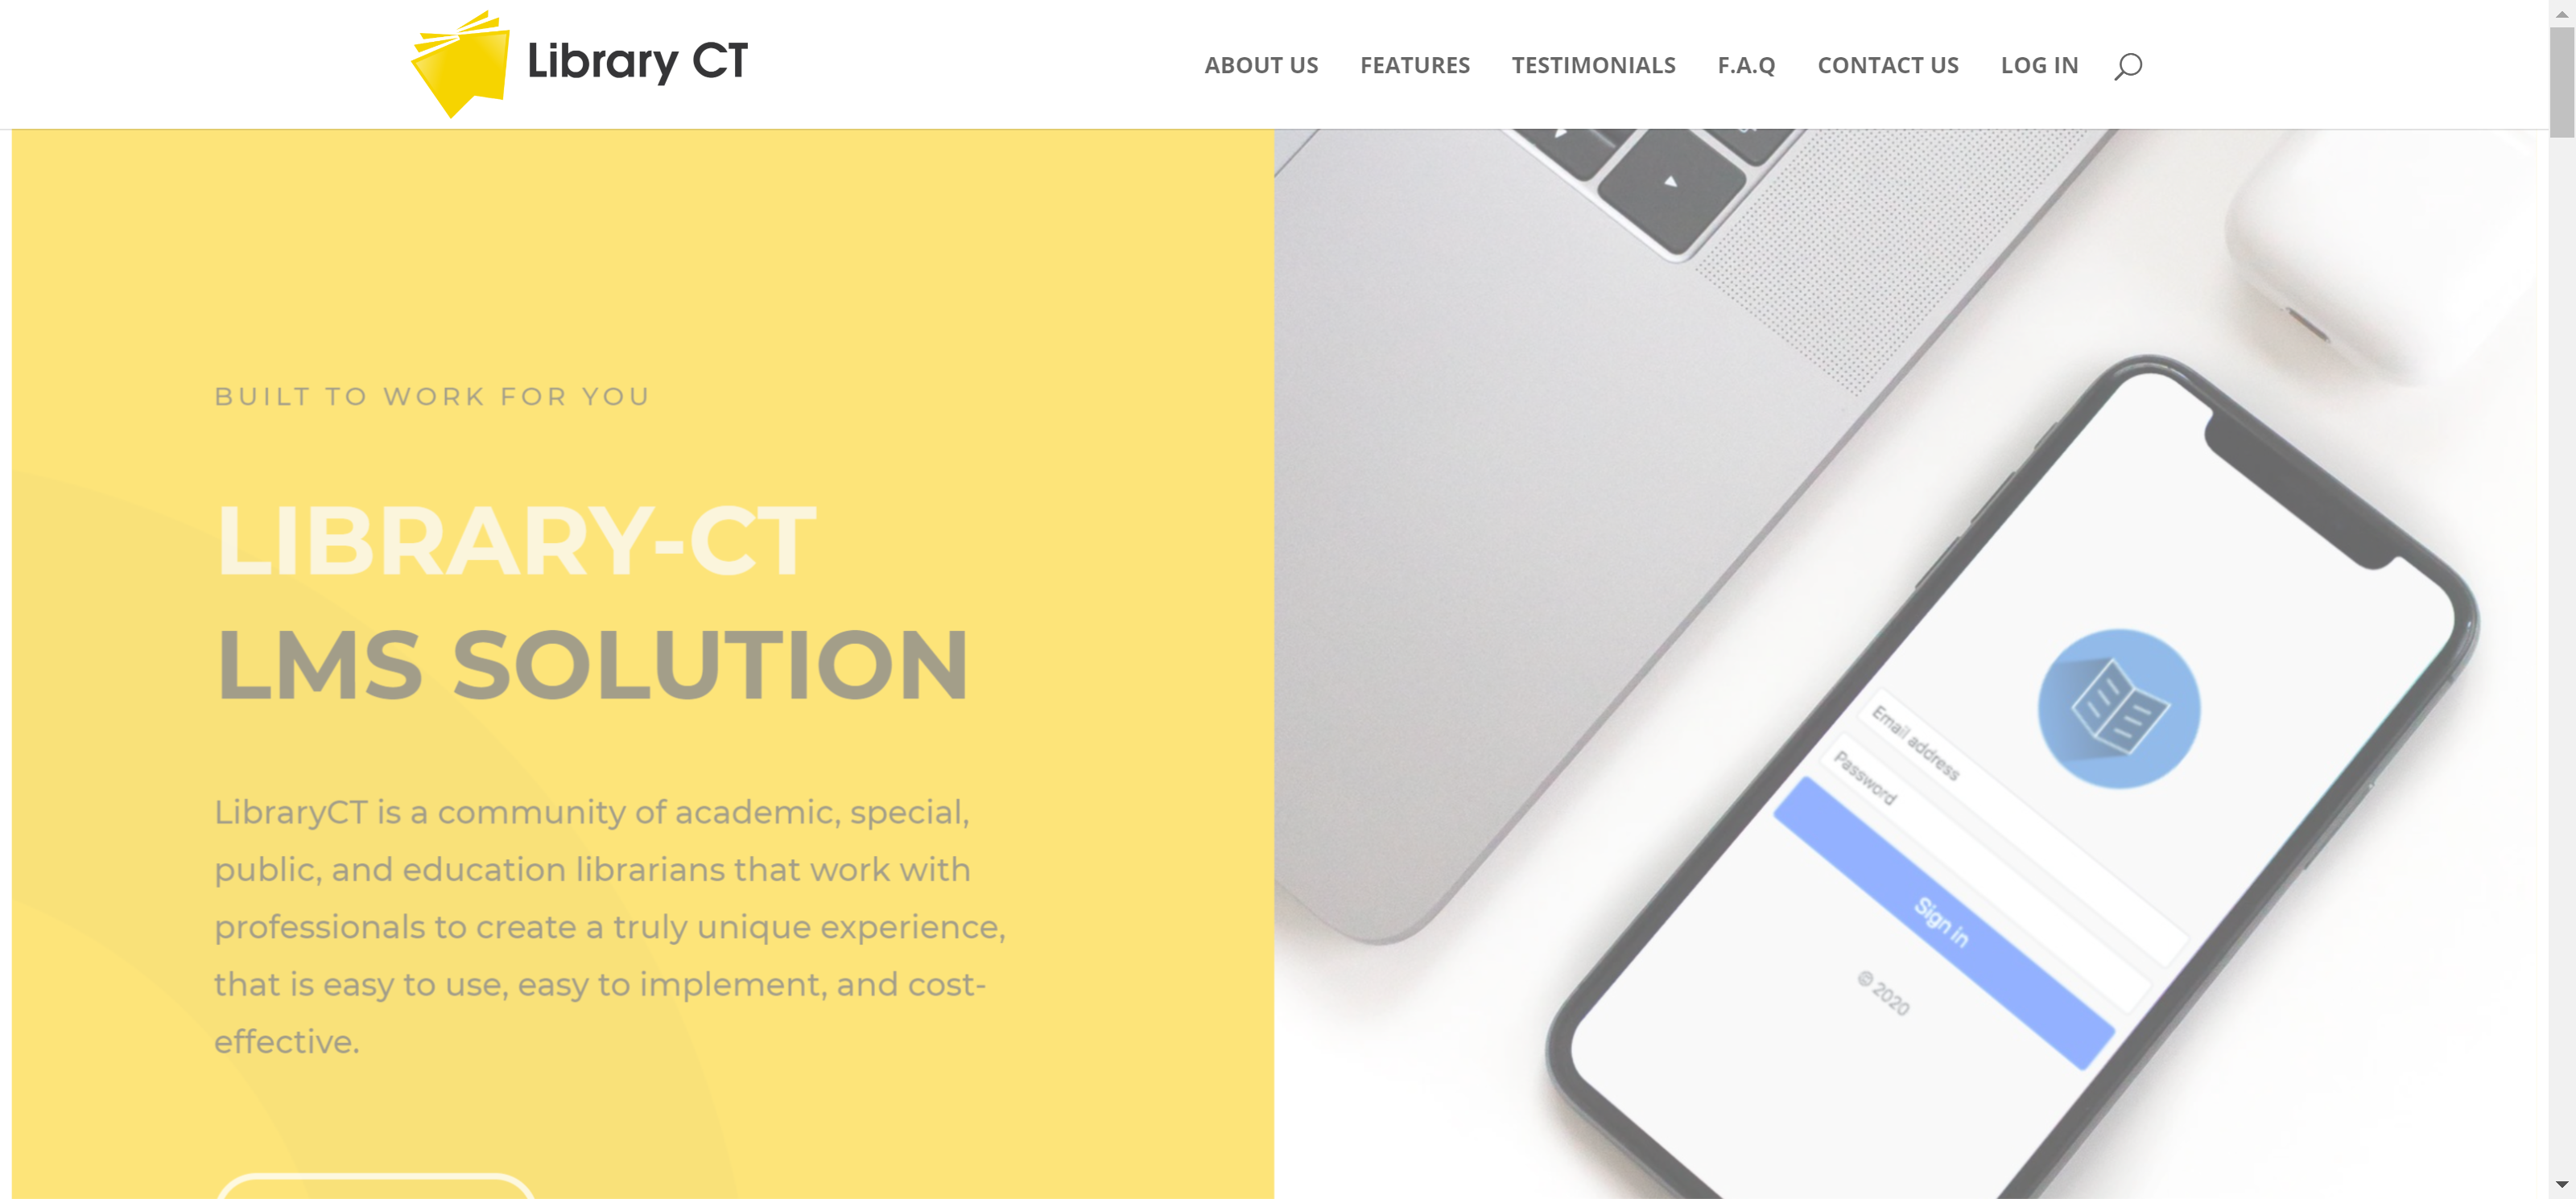 Library CT
ABOUT US FEATURES TESTIMONIALS F.A.Q CONTACT US LOG IN
BUILT TO WORK FOR YOU
LIBRARY-CT
LMS SOLUTION
LibraryCT is a community of academic, special,
public, and education librarians that work with
professionals to create a truly unique experience,
that is easy to use, easy to implement, and cost-
effective.
Email address
Password
Sign in
© 2020